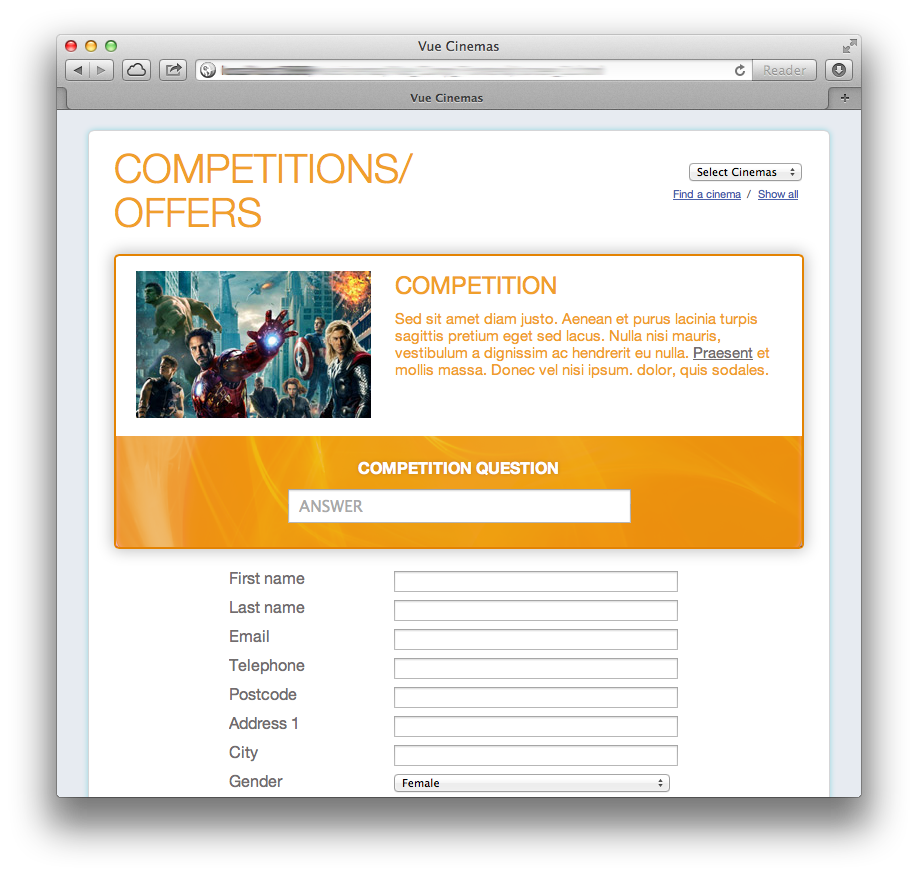 Vue Cinemas
Reader
Vue Cinemas
COMPETITIONS/
OFFERS
Select Cinemas
Find a cinema / Show all
COMPETITION
Sed sit amet diam justo. Aenean et purus lacinia turpis
sagittis pretium eget sed lacus. Nulla nisi mauris,
vestibulum a dignissim ac hendrerit eu nulla. Praesent et
mollis massa. Donec vel nisi ipsum. dolor, quis sodales.
COMPETITION QUESTION
ANSWER
First name
Last name
Email
Telephone
Postcode
Address 1
City
Gender Female